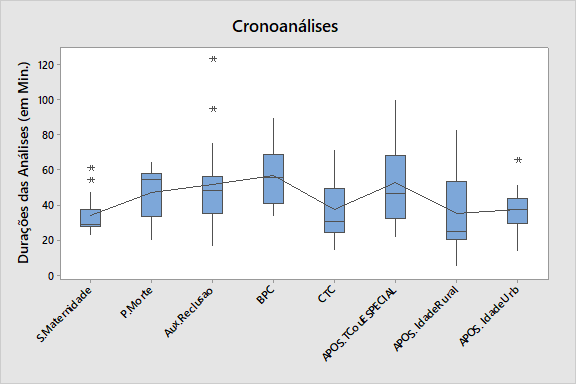 Cronoanálises
Durações das Análises (em Min.)
120
100
80
60
40
20
0
S.Maternidade
P.Morte
Aux.Reclusao
BPC
CTC
APOS.TCouESPECIAL
APOS. IdadeRural
APOS. IdadeUrb